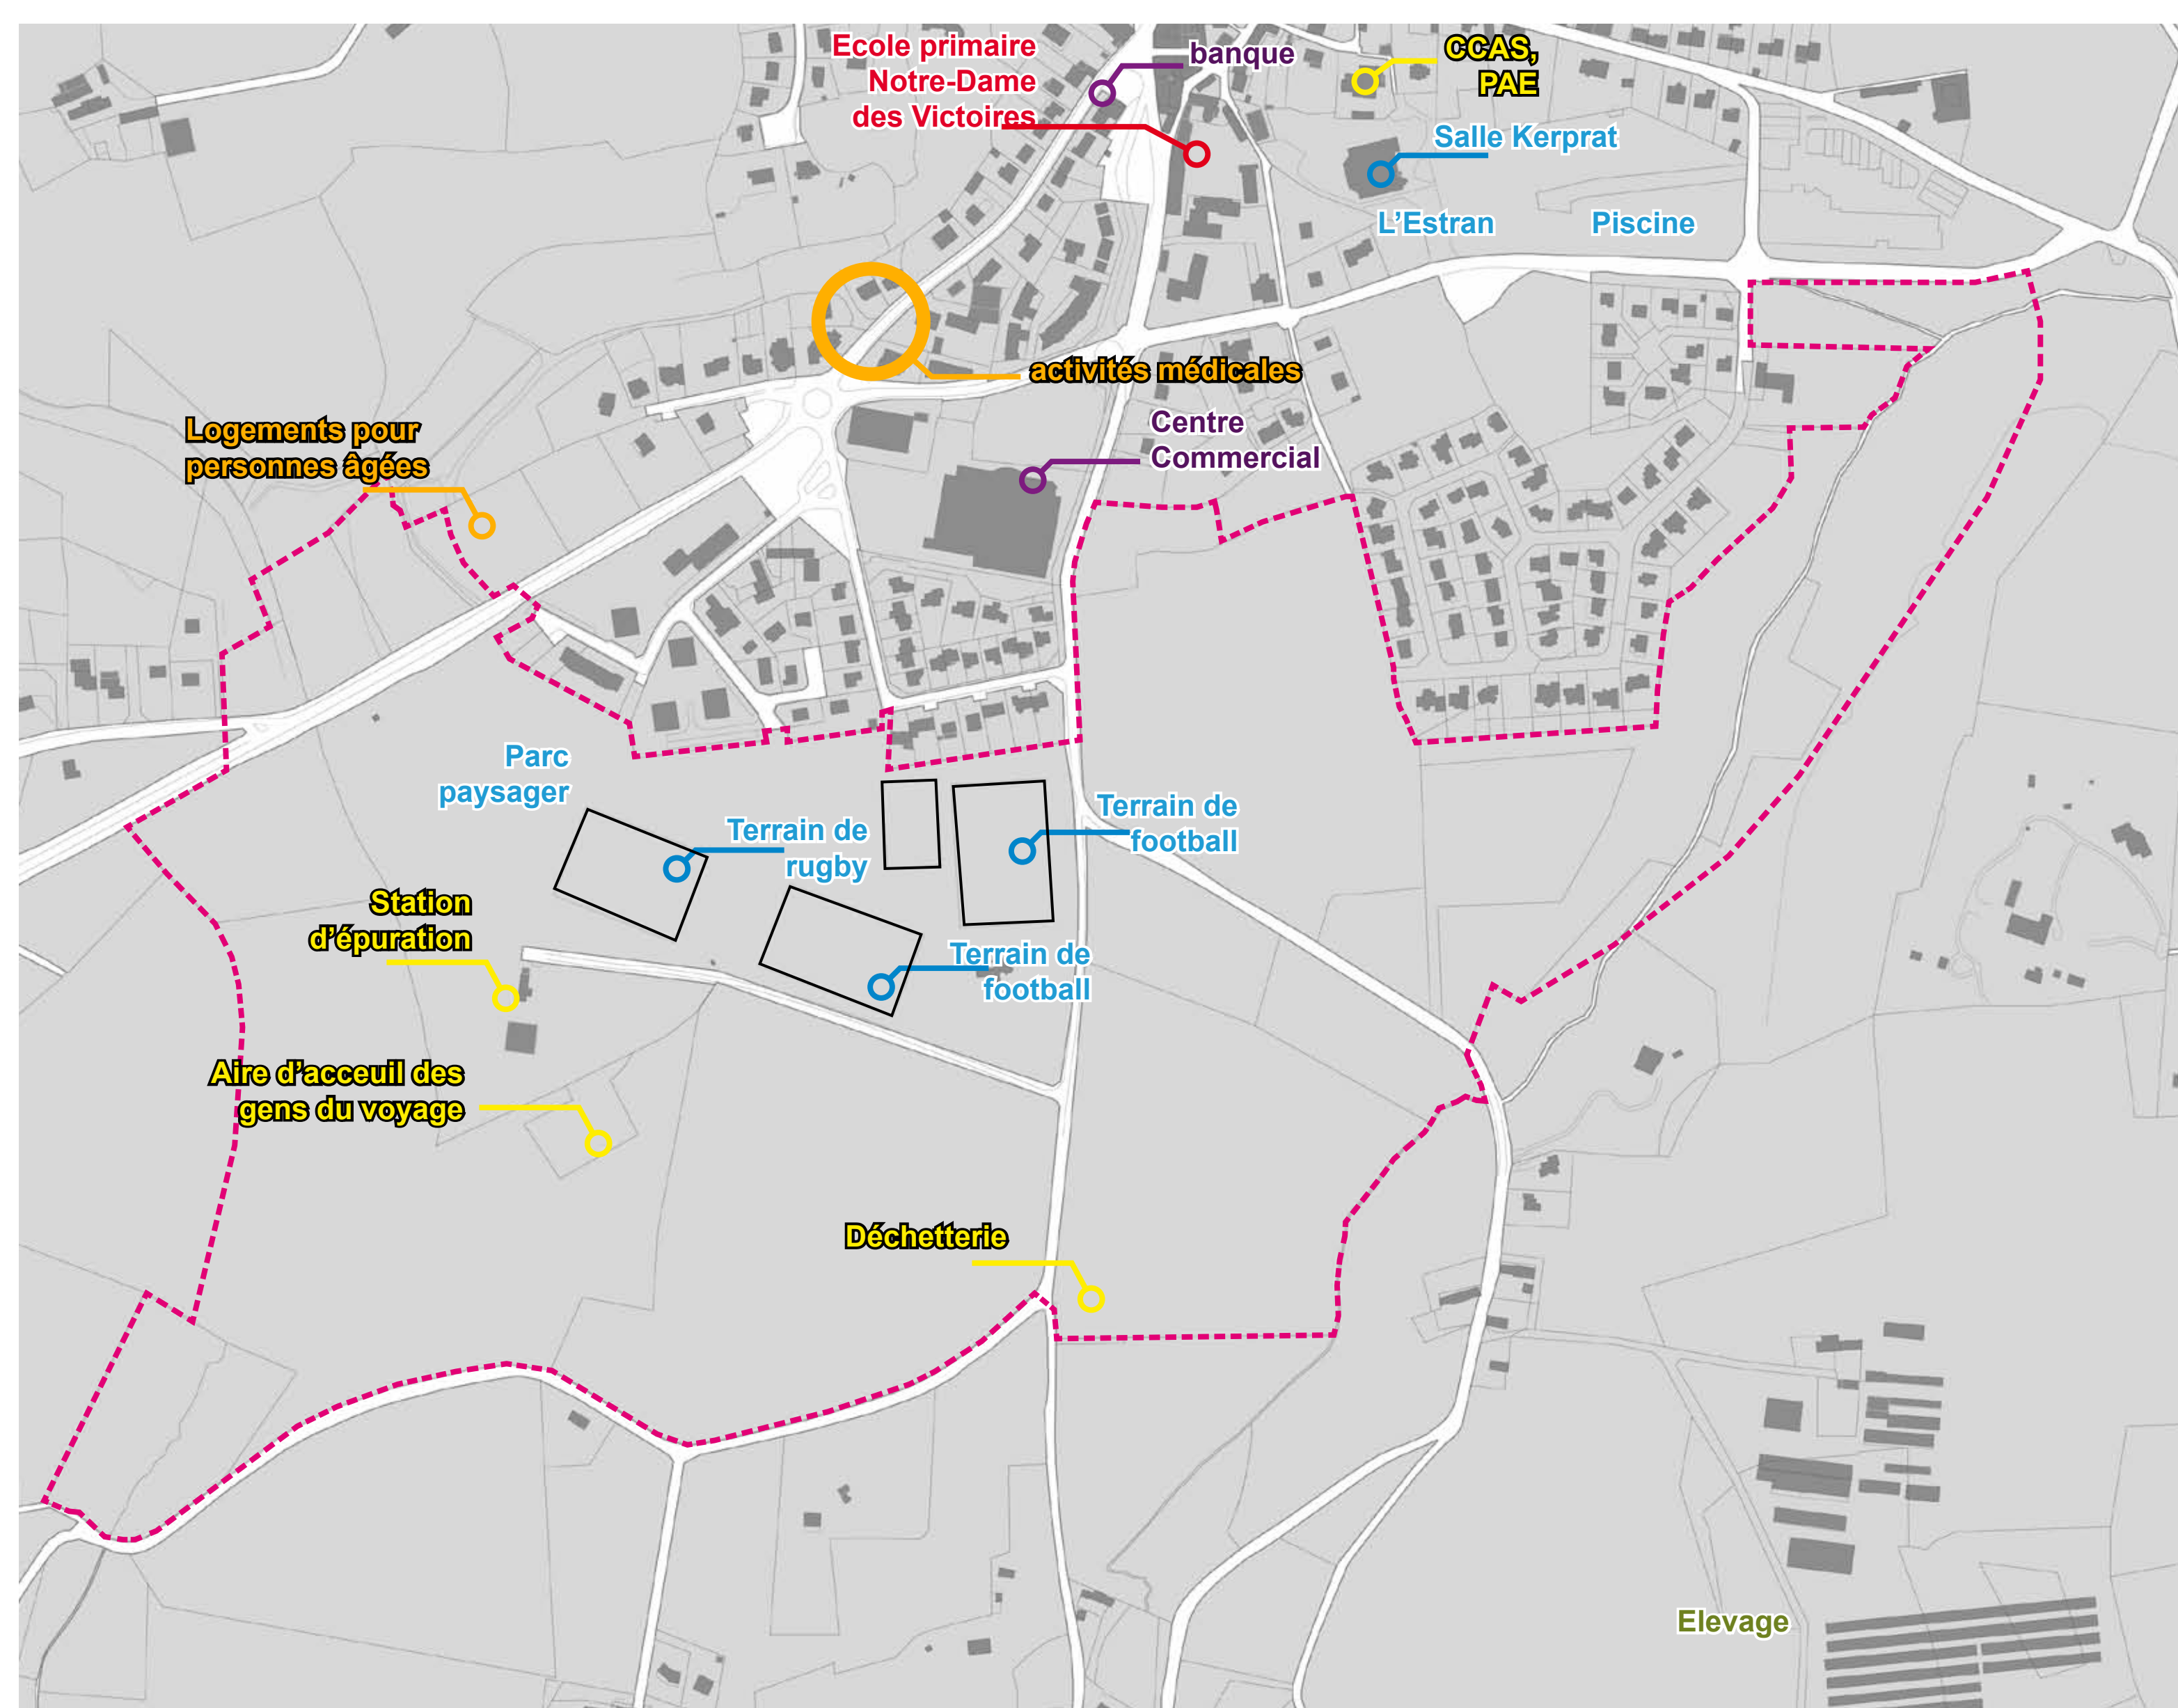 Ecole primaire
Notre-Dame
des Victoires
banque
CCAS,
PAE
Salle Kerprat
L'Estran
Piscine
activités médicales
Centre
Commercial
Logements pour
personnes âgées
Parc
paysager
Terrain de
rugby
Terrain de
football
Station
d'épuration
Terrain de
football
Aire d'acceuil des
gens du voyage
Déchetterie
Elevage